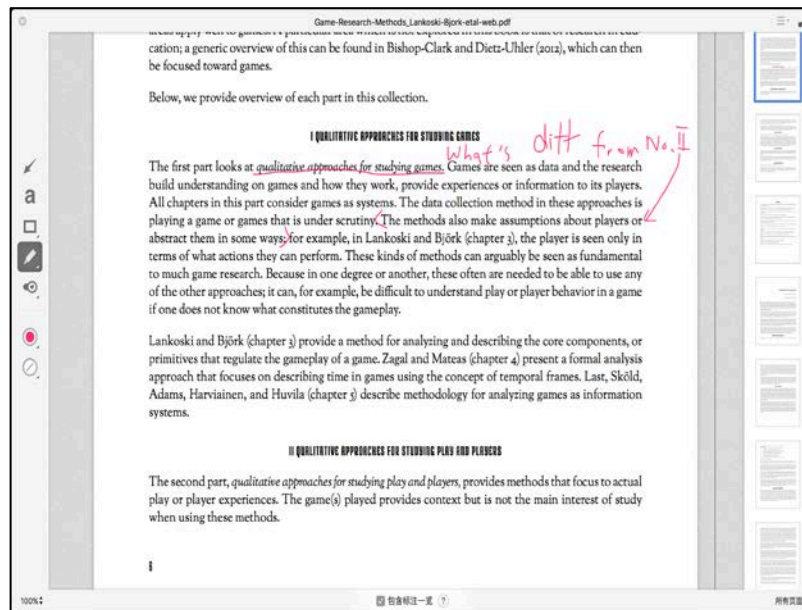 Game-Research-Methods_Lankoski-Bjork-etal-web.pdf
cation; a generic overview of this can be found in Bishop-Clark and Dietz-Uhler (2012), which can then
be focused toward games.
Below, we provide overview of each part in this collection.
I QUALITATIVE APPROACHES FOR STUDYING GAMES
What's diff from No. II
The first part looks at qualitative approaches for studying games. Games are seen as data and the research
build understanding on games and how they work, provide experiences or information to its players.
All chapters in this part consider games as systems. The data collection method in these approaches is
playing a game or games that is under scrutiny. The methods also make assumptions about players or
abstract them in some ways; for example, in Lankoski and Björk (chapter 3), the player is seen only in
terms of what actions they can perform. These kinds of methods can arguably be seen as fundamental
to much game research. Because in one degree or another, these often are needed to be able to use any
of the other approaches; it can, for example, be difficult to understand play or player behavior in a game
if one does not know what constitutes the gameplay.
Lankoski and Björk (chapter 3) provide a method for analyzing and describing the core components, or
primitives that regulate the gameplay of a game. Zagal and Mateas (chapter 4) present a formal analysis
approach that focuses on describing time in games using the concept of temporal frames. Last, Sköld,
Adams, Harviainen, and Huvila (chapter 5) describe methodology for analyzing games as information
systems.
II QUALITATIVE APPROACHES FOR STUDYING PLAY AND PLAYERS
The second part, qualitative approaches for studying play and players, provides methods that focus to actual
play or player experiences. The game(s) played provides context but is not the main interest of study
when using these methods.
6
a
100%
包含标注一览 ?
所有页面